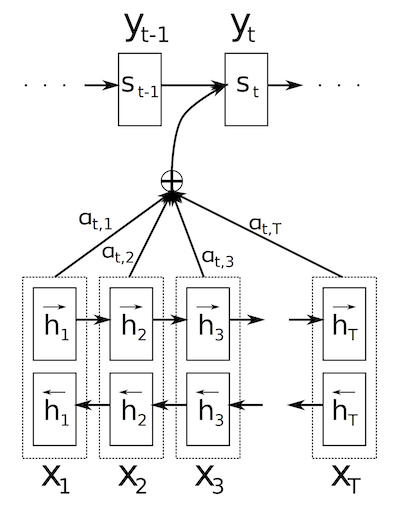 y_{t-1} y_t
. . . s_{t-1} s_t . . .
+
a_{t,1} a_{t,2} a_{t,3} a_{t,T}
\overrightarrow{h}_1 \overrightarrow{h}_2 \overrightarrow{h}_3 \overrightarrow{h}_T
\overleftarrow{h}_1 \overleftarrow{h}_2 \overleftarrow{h}_3 \overleftarrow{h}_T
x_1 x_2 x_3 x_T